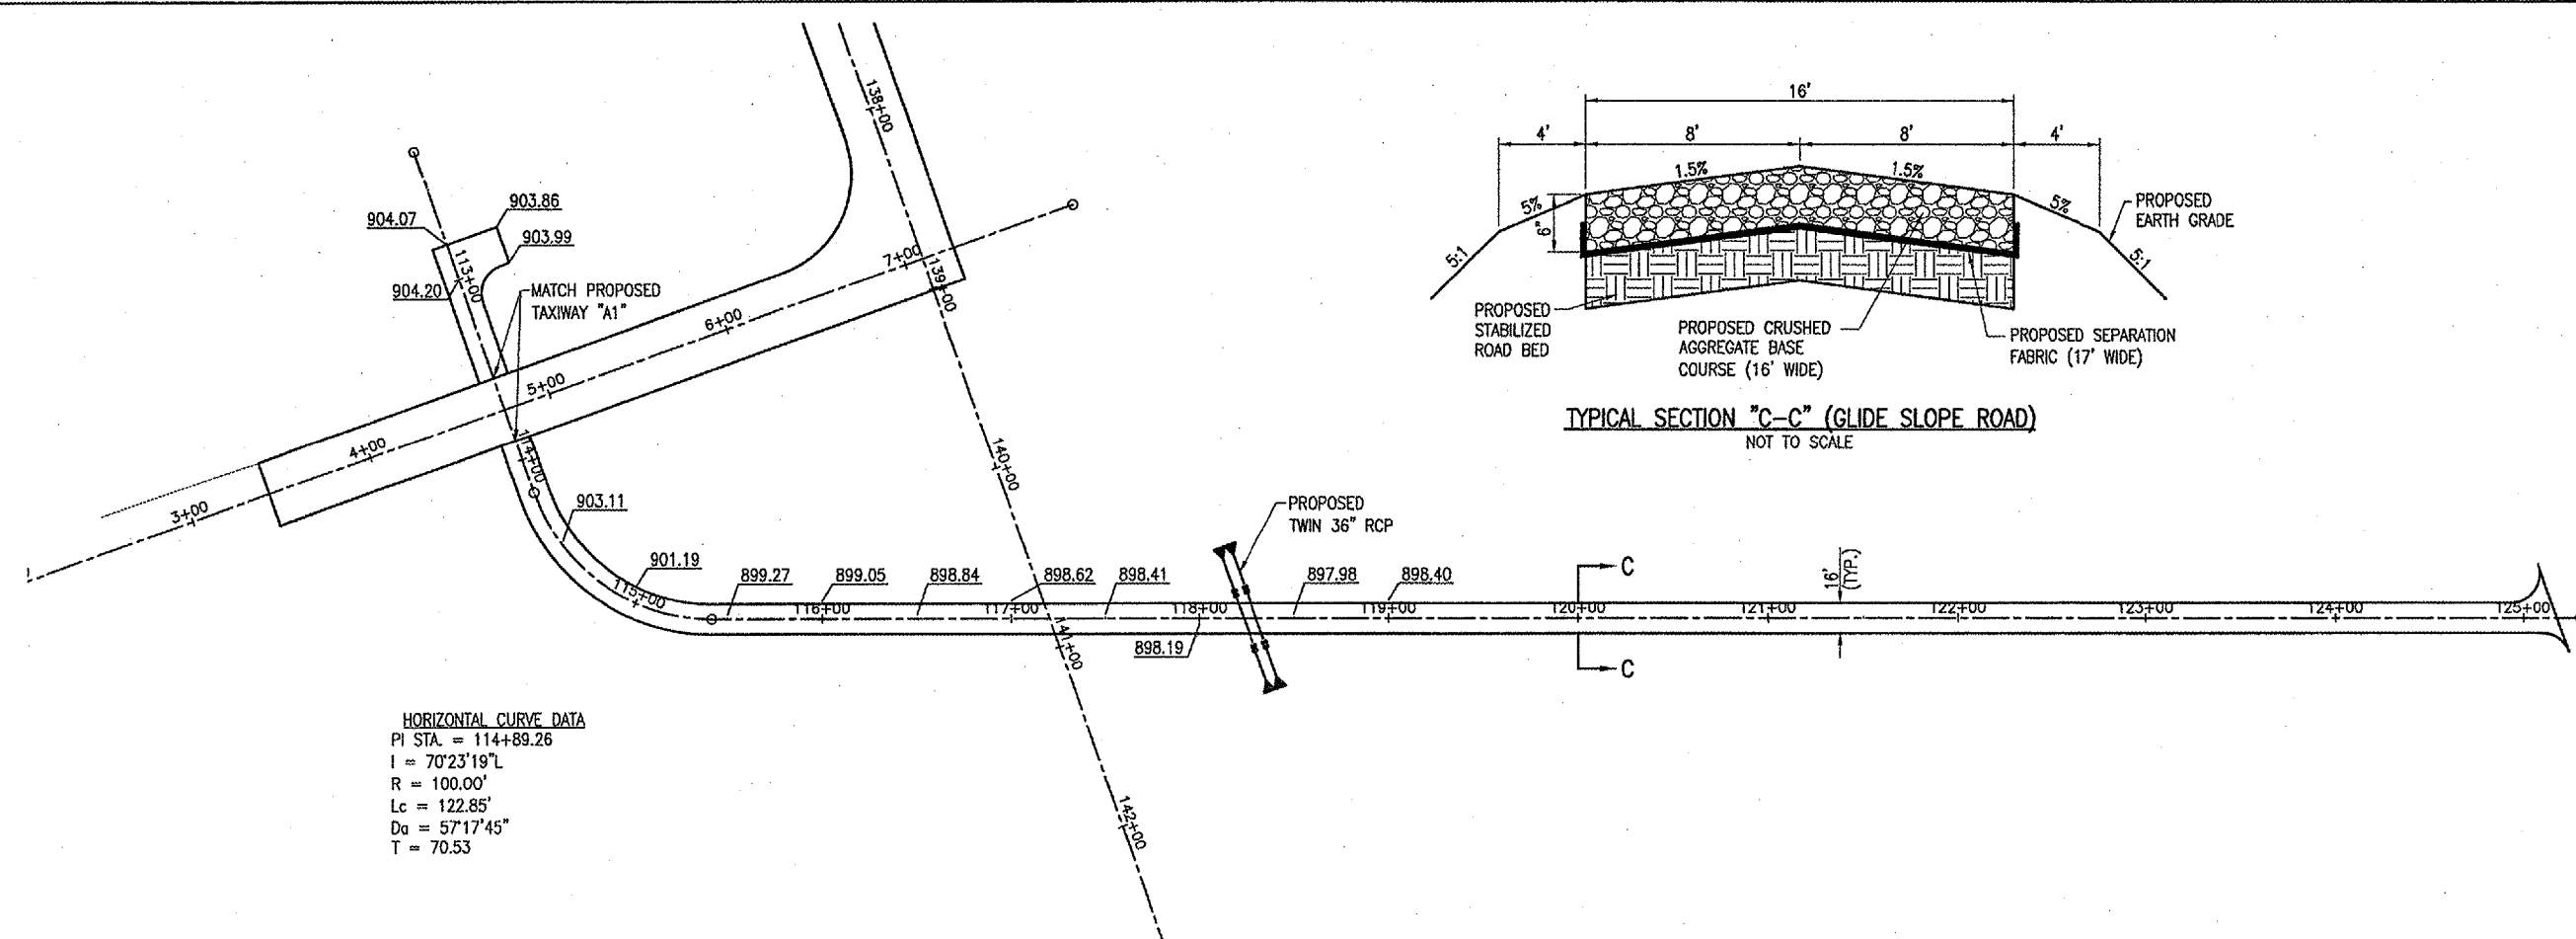 138+00
16'
4'
8'
8'
4'
1.5%
1.5%
5%
5%
6"
5:1
5:1
PROPOSED
EARTH GRADE
PROPOSED
STABILIZED
ROAD BED
PROPOSED CRUSHED
AGGREGATE BASE
COURSE (16' WIDE)
PROPOSED SEPARATION
FABRIC (17' WIDE)
TYPICAL SECTION "C-C" (GLIDE SLOPE ROAD)
NOT TO SCALE
904.07
903.86
903.99
113+00
904.20
MATCH PROPOSED
TAXIWAY "A1"
7+00
139+00
6+00
5+00
4+00
3+00
114+00
140+00
903.11
PROPOSED
TWIN 36" RCP
901.19
899.27
899.05
898.84
898.62
898.41
897.98
898.40
115+00
116+00
117+00
118+00
119+00
120+00
121+00
122+00
123+00
124+00
125+00
C
C
16'
(TYP.)
141+00
898.19
142+00
HORIZONTAL CURVE DATA
PI STA. = 114+89.26
I = 70°23'19"L
R = 100.00'
Lc = 122.85'
Da = 57°17'45"
T = 70.53